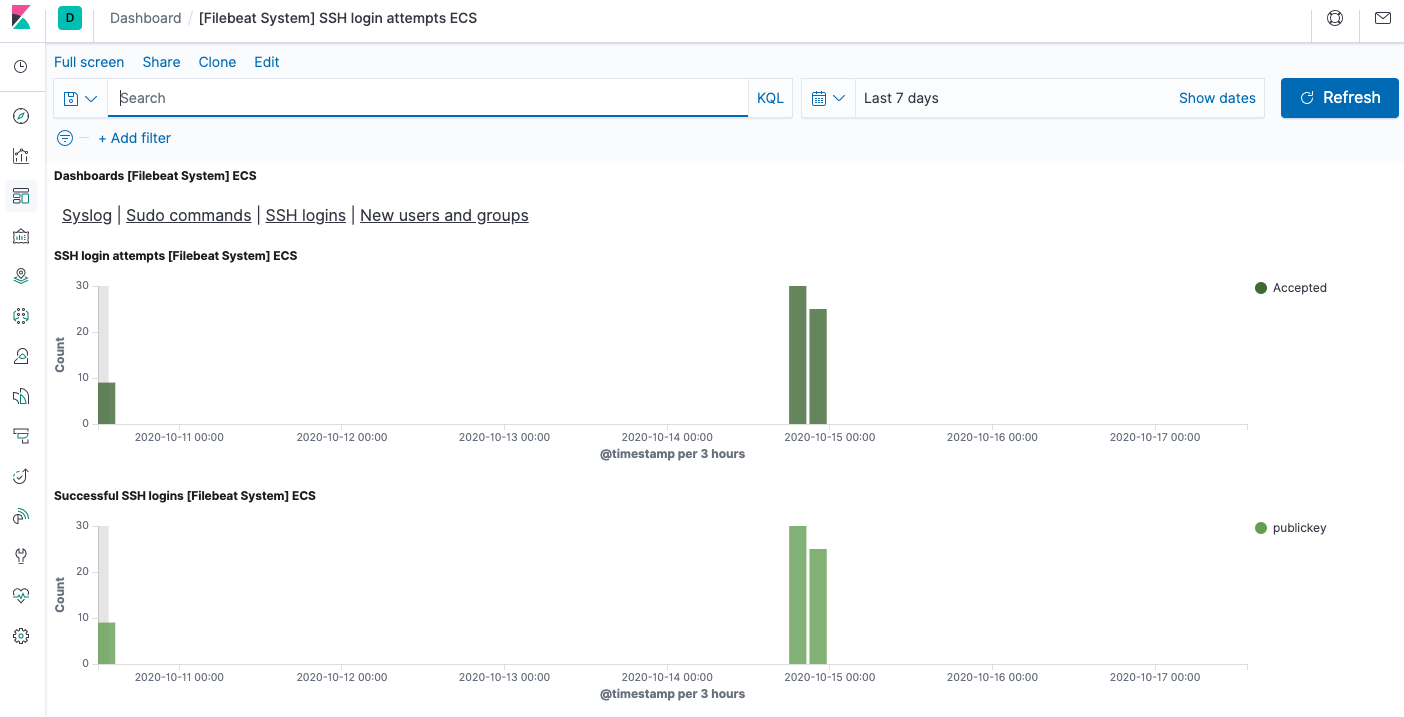 D Dashboard / [Filebeat System] SSH login attempts ECS
Full screen Share Clone Edit
Search KQL Last 7 days Show dates Refresh
+ Add filter
Dashboards [Filebeat System] ECS
Syslog | Sudo commands | SSH logins | New users and groups
SSH login attempts [Filebeat System] ECS
30
20
10
0
Count
2020-10-11 00:00 2020-10-12 00:00 2020-10-13 00:00 2020-10-14 00:00 2020-10-15 00:00 2020-10-16 00:00 2020-10-17 00:00
@timestamp per 3 hours
Accepted
Successful SSH logins [Filebeat System] ECS
30
20
10
0
Count
2020-10-11 00:00 2020-10-12 00:00 2020-10-13 00:00 2020-10-14 00:00 2020-10-15 00:00 2020-10-16 00:00 2020-10-17 00:00
@timestamp per 3 hours
publickey